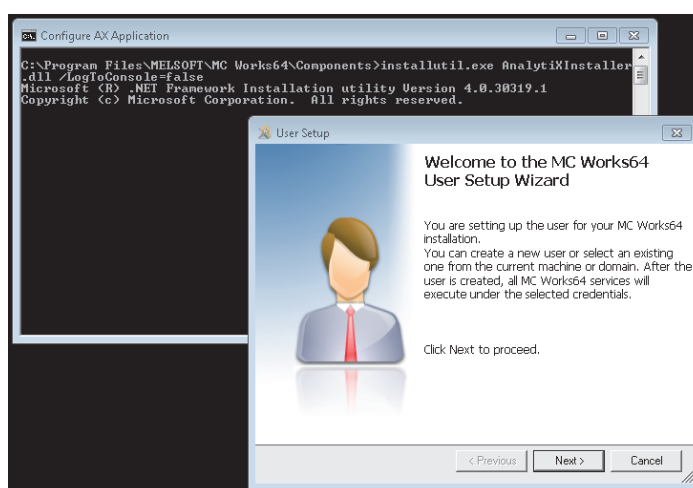 Configure AX Application
C:\Program Files\MELSOFT\MC Works64\Components>installutil.exe AnalytiXInstaller
.dll /LogToConsole=false
Microsoft (R) .NET Framework Installation utility Version 4.0.30319.1
Copyright (c) Microsoft Corporation.  All rights reserved.
User Setup
Welcome to the MC Works64
User Setup Wizard
You are setting up the user for your MC Works64
installation.
You can create a new user or select an existing
one from the current machine or domain. After the
user is created, all MC Works64 services will
execute under the selected credentials.
Click Next to proceed.
< Previous
Next >
Cancel